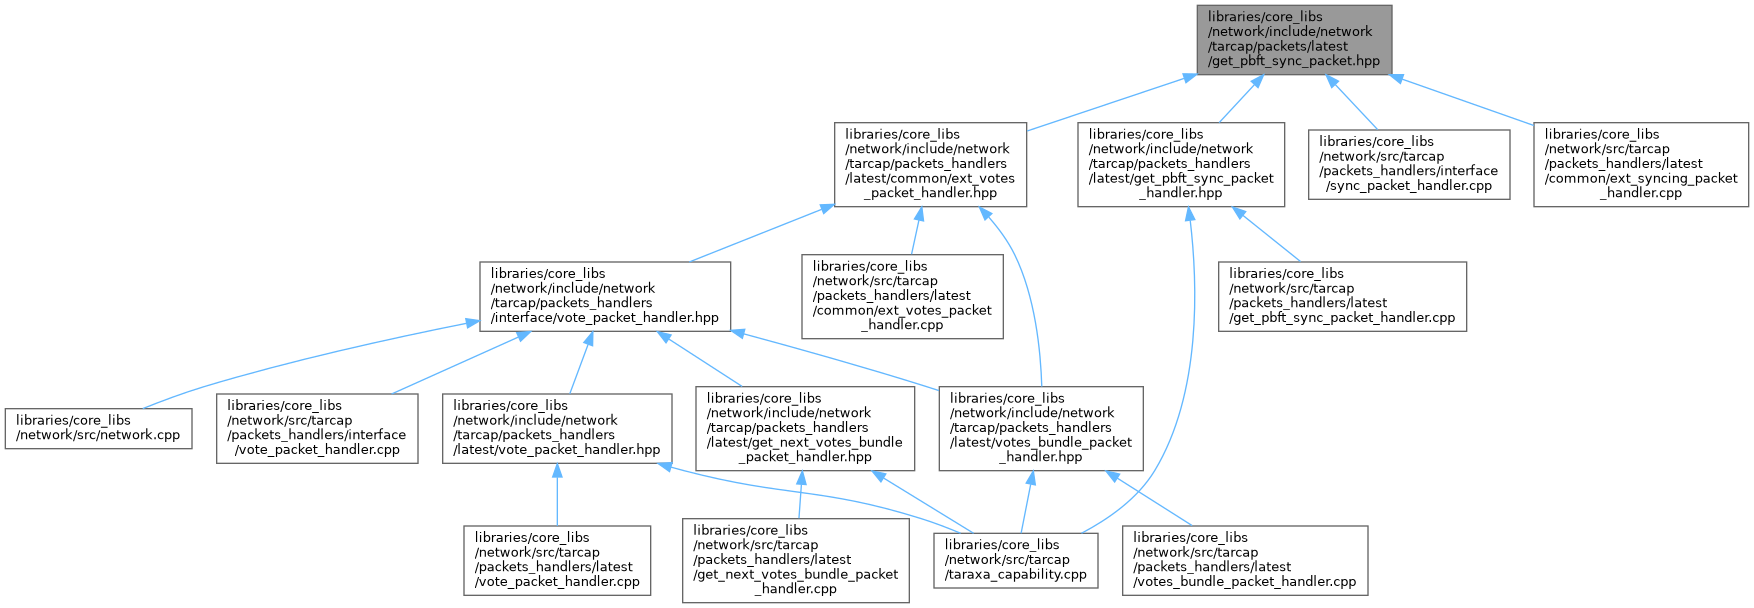 libraries/core_libs
/network/include/network
/tarcap/packets/latest
/get_pbft_sync_packet.hpp
libraries/core_libs
/network/include/network
/tarcap/packets_handlers
/latest/common/ext_votes
_packet_handler.hpp
libraries/core_libs
/network/include/network
/tarcap/packets_handlers
/latest/get_pbft_sync_packet
_handler.hpp
libraries/core_libs
/network/src/tarcap
/packets_handlers/interface
/sync_packet_handler.cpp
libraries/core_libs
/network/src/tarcap
/packets_handlers/latest
/common/ext_syncing_packet
_handler.cpp
libraries/core_libs
/network/include/network
/tarcap/packets_handlers
/interface/vote_packet_handler.hpp
libraries/core_libs
/network/src/tarcap
/packets_handlers/latest
/common/ext_votes_packet
_handler.cpp
libraries/core_libs
/network/src/tarcap
/packets_handlers/latest
/get_pbft_sync_packet_handler.cpp
libraries/core_libs
/network/src/network.cpp
libraries/core_libs
/network/src/tarcap
/packets_handlers/interface
/vote_packet_handler.cpp
libraries/core_libs
/network/include/network
/tarcap/packets_handlers
/latest/vote_packet_handler.hpp
libraries/core_libs
/network/include/network
/tarcap/packets_handlers
/latest/get_next_votes_bundle
_packet_handler.hpp
libraries/core_libs
/network/include/network
/tarcap/packets_handlers
/latest/votes_bundle_packet
_handler.hpp
libraries/core_libs
/network/src/tarcap
/packets_handlers/latest
/vote_packet_handler.cpp
libraries/core_libs
/network/src/tarcap
/packets_handlers/latest
/get_next_votes_bundle_packet
_handler.cpp
libraries/core_libs
/network/src/tarcap
/taraxa_capability.cpp
libraries/core_libs
/network/src/tarcap
/packets_handlers/latest
/votes_bundle_packet_handler.cpp